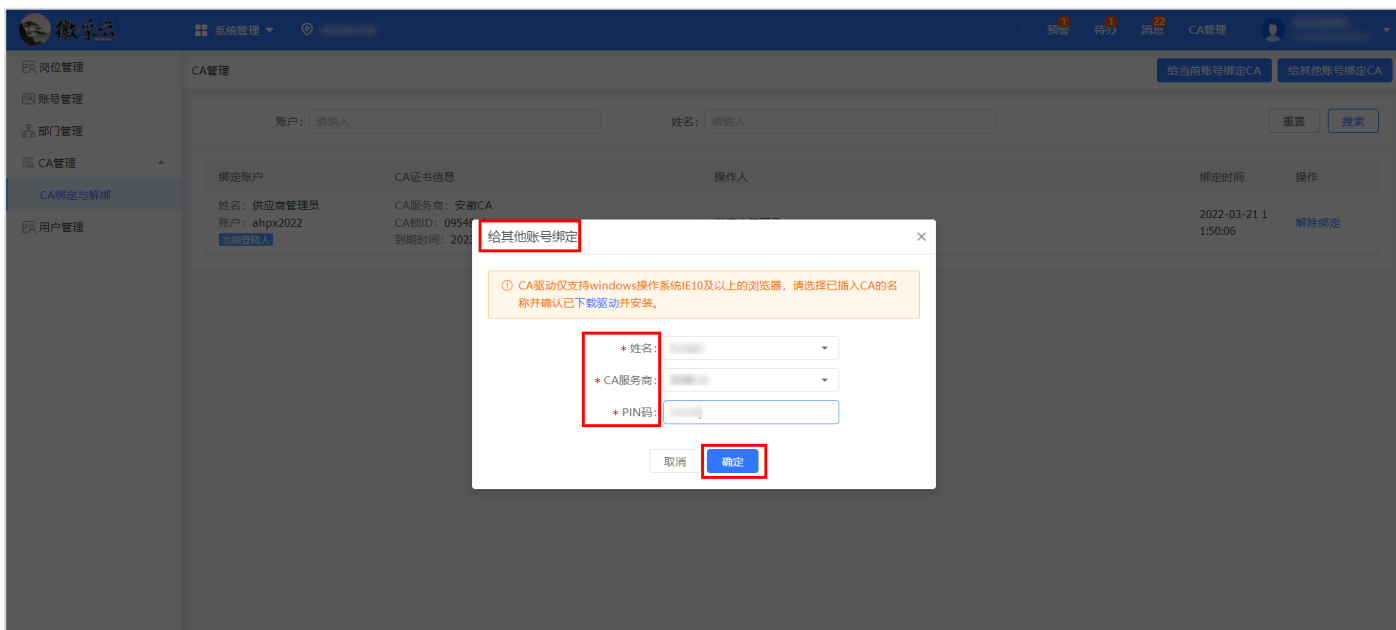 徽采云
系统管理
预警 1
待办 1
消息 22
CA管理
岗位管理
账号管理
部门管理
CA管理
CA绑定与解绑
用户管理
CA管理
给当前账号绑定CA
给其他账号绑定CA
账户： 请输入
姓名： 请输入
重置
搜索
绑定账户
CA证书信息
操作人
绑定时间
操作
姓名：供应商管理员
账户：ahpx2022
当前登陆人
CA服务商：安徽CA
CA锁ID：0954
到期时间：202
2022-03-21 1
1:50:06
解除绑定
给其他账号绑定
CA驱动仅支持windows操作系统IE10及以上的浏览器，请选择已插入CA的名
称并确认已下载驱动并安装。
* 姓名：
* CA服务商：
* PIN码：
取消
确定